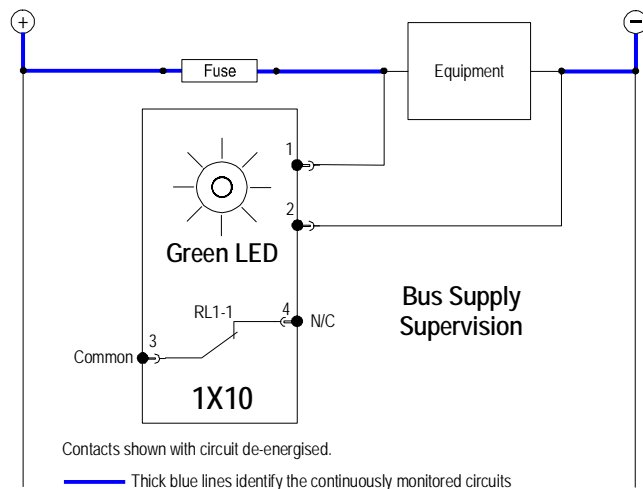 +
−
Fuse
Equipment
1
2
Green LED
RL1-1
4
N/C
3
Common
1X10
Bus Supply
Supervision
Contacts shown with circuit de-energised.
Thick blue lines identify the continuously monitored circuits